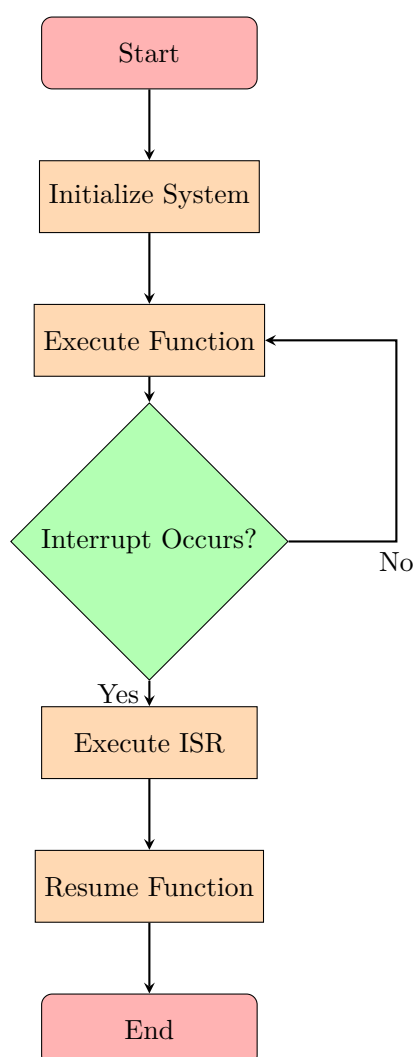 Start
Initialize System
Execute Function
Interrupt Occurs?
No
Yes
Execute ISR
Resume Function
End